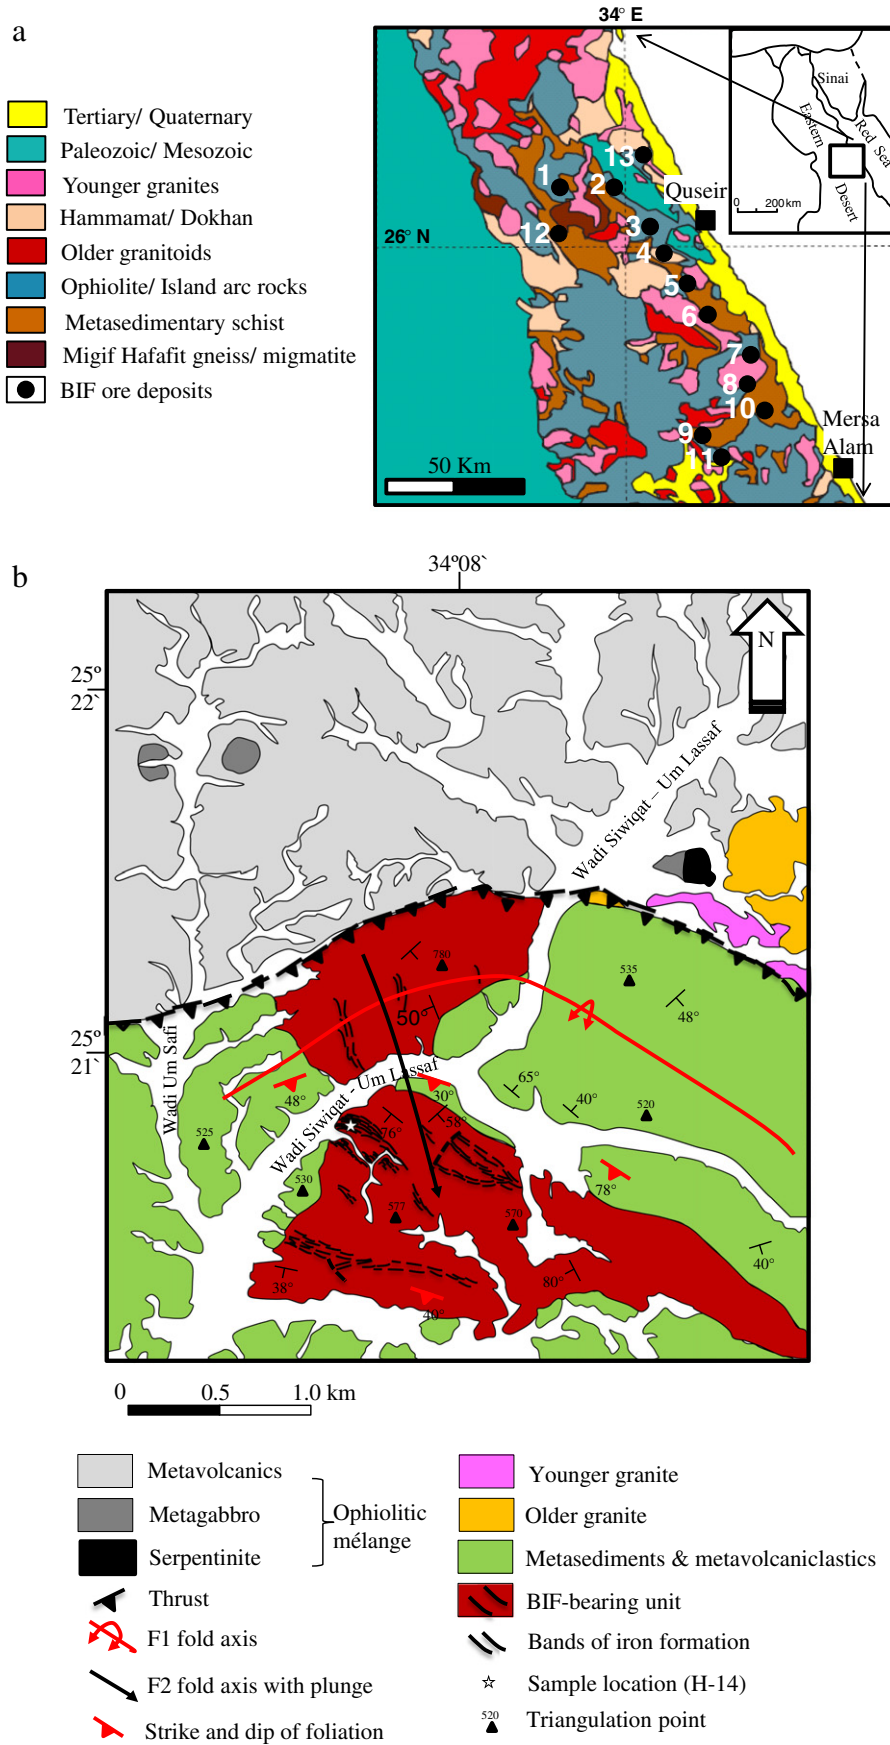 a
34° E
Sinai
Eastern
Red Sea
Desert
0 200km
Tertiary/ Quaternary
Paleozoic/ Mesozoic
Younger granites
Hammamat/ Dokhan
Older granitoids
Ophiolite/ Island arc rocks
Metasedimentary schist
Migif Hafafit gneiss/ migmatite
BIF ore deposits
13
1
2
Quseir
3
12
26° N
4
5
6
7
8
10
9
11
Mersa
Alam
50 Km
b
34º08`
N
25º
22`
Wadi Siwiqat – Um Lassaf
780
535
50°
48°
25º
21`
Wadi Um Safi
Wadi Siwiqat - Um Lassaf
65°
48°
30°
40°
520
76°
58°
525
530
78°
577
570
40°
38°
80°
40°
0 0.5 1.0 km
Metavolcanics
Metagabbro
Serpentinite
Ophiolitic
mélange
Thrust
F1 fold axis
F2 fold axis with plunge
Strike and dip of foliation
Younger granite
Older granite
Metasediments & metavolcaniclastics
BIF-bearing unit
Bands of iron formation
Sample location (H-14)
520
Triangulation point